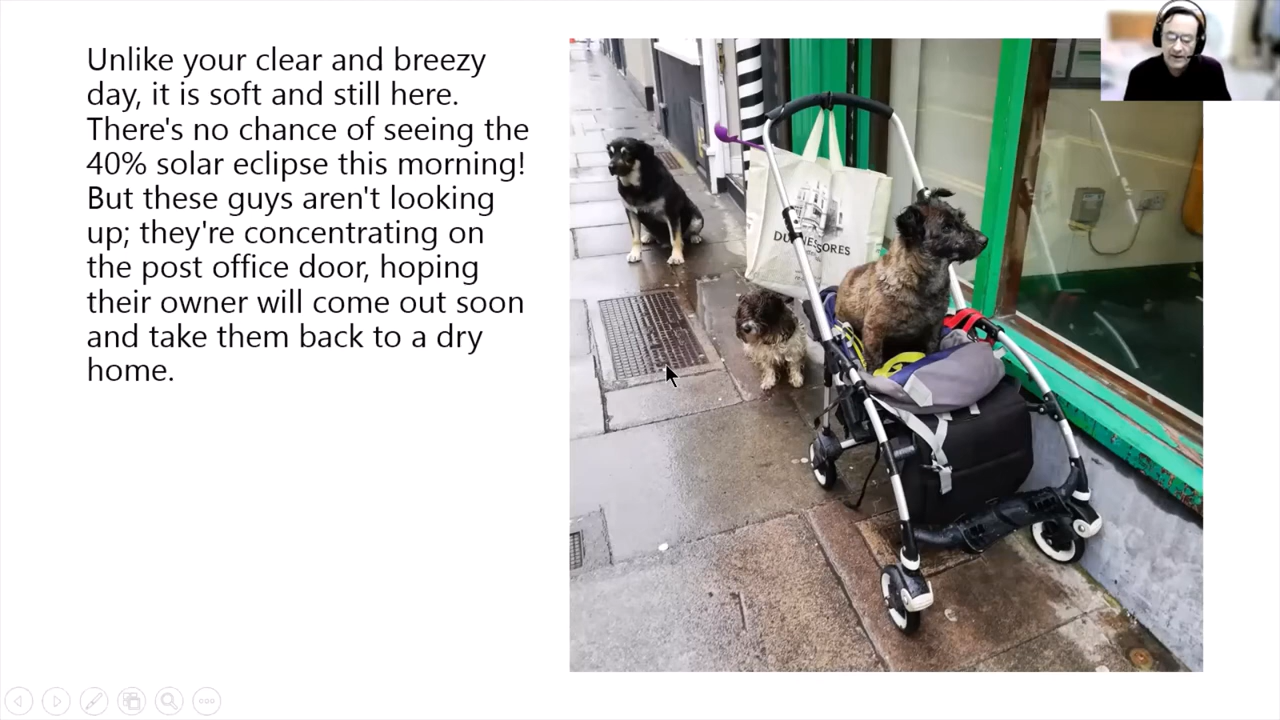 Unlike your clear and breezy
day, it is soft and still here.
There's no chance of seeing the
40% solar eclipse this morning!
But these guys aren't looking
up; they're concentrating on
the post office door, hoping
their owner will come out soon
and take them back to a dry
home.